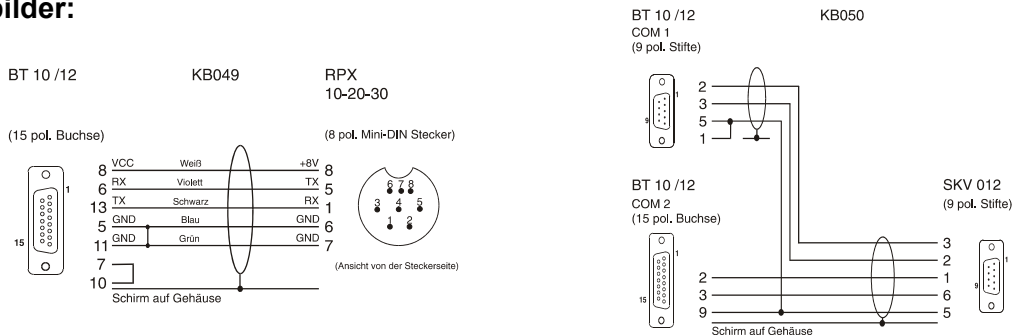 bilder:
BT 10 /12 KB049 RPX
10-20-30
(15 pol. Buchse) (8 pol. Mini-DIN Stecker)
1
15
8 VCC Weiß +8V 8
6 RX Violett TX 5
13 TX Schwarz RX 1
5 GND Blau GND 6
11 GND Grün GND 7
7
10
Schirm auf Gehäuse
6 7 8
3 4 5
1 2
(Ansicht von der Steckerseite)
BT 10 /12 KB050
COM 1
(9 pol. Stifte)
1
9
2
3
5
1
BT 10 /12 SKV 012
COM 2 (9 pol. Stifte)
(15 pol. Buchse)
1
15
3
2
2 1
3 6
9 5
1
9
Schirm auf Gehäuse